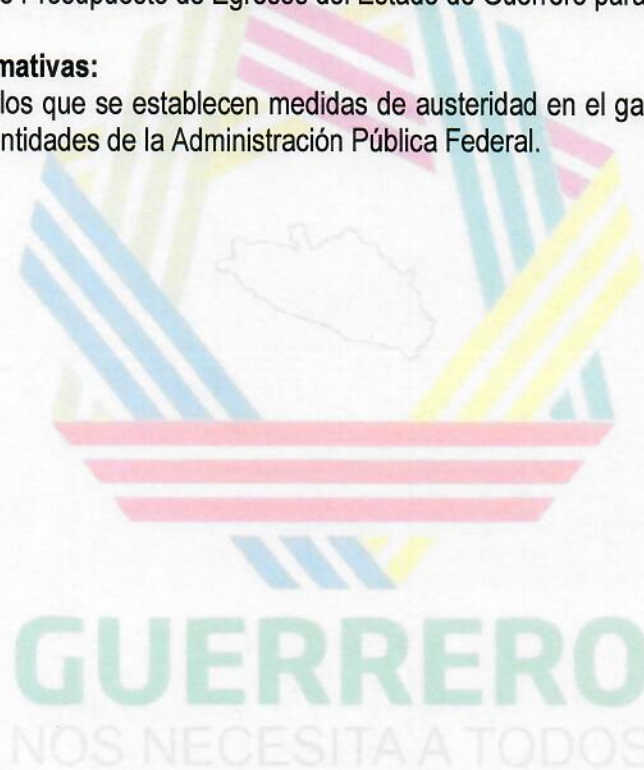 Presupuesto de Egresos del Estado de Guerrero para
mativas:
los que se establecen medidas de austeridad en el ga
ntidades de la Administración Pública Federal.
GUERRERO
NOS NECESITA A TODOS